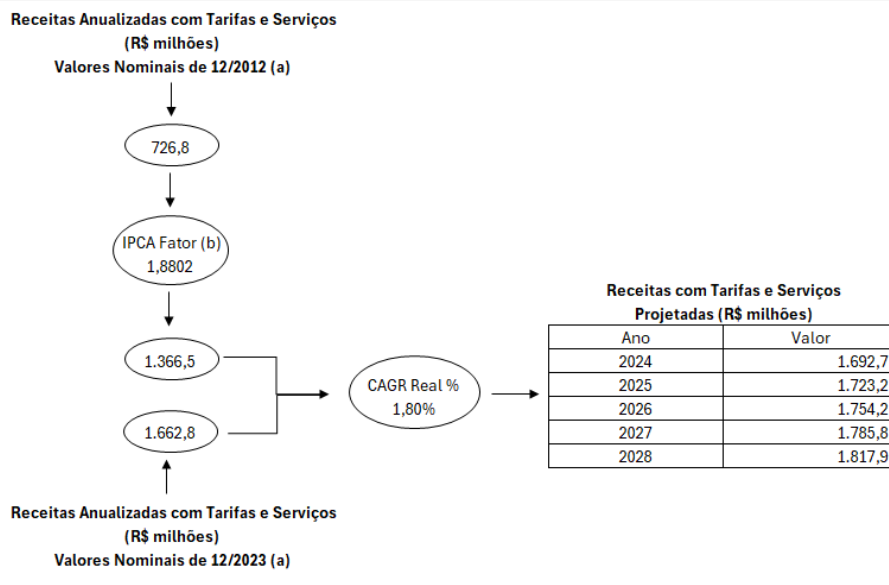 Receitas Anualizadas com Tarifas e Serviços
(R$ milhões)
Valores Nominais de 12/2012 (a)
726,8
IPCA Fator (b)
1,8802
1.366,5
1.662,8
CAGR Real %
1,80%
Receitas com Tarifas e Serviços
Projetadas (R$ milhões)
Ano Valor
2024 1.692,7
2025 1.723,2
2026 1.754,2
2027 1.785,8
2028 1.817,9
Receitas Anualizadas com Tarifas e Serviços
(R$ milhões)
Valores Nominais de 12/2023 (a)